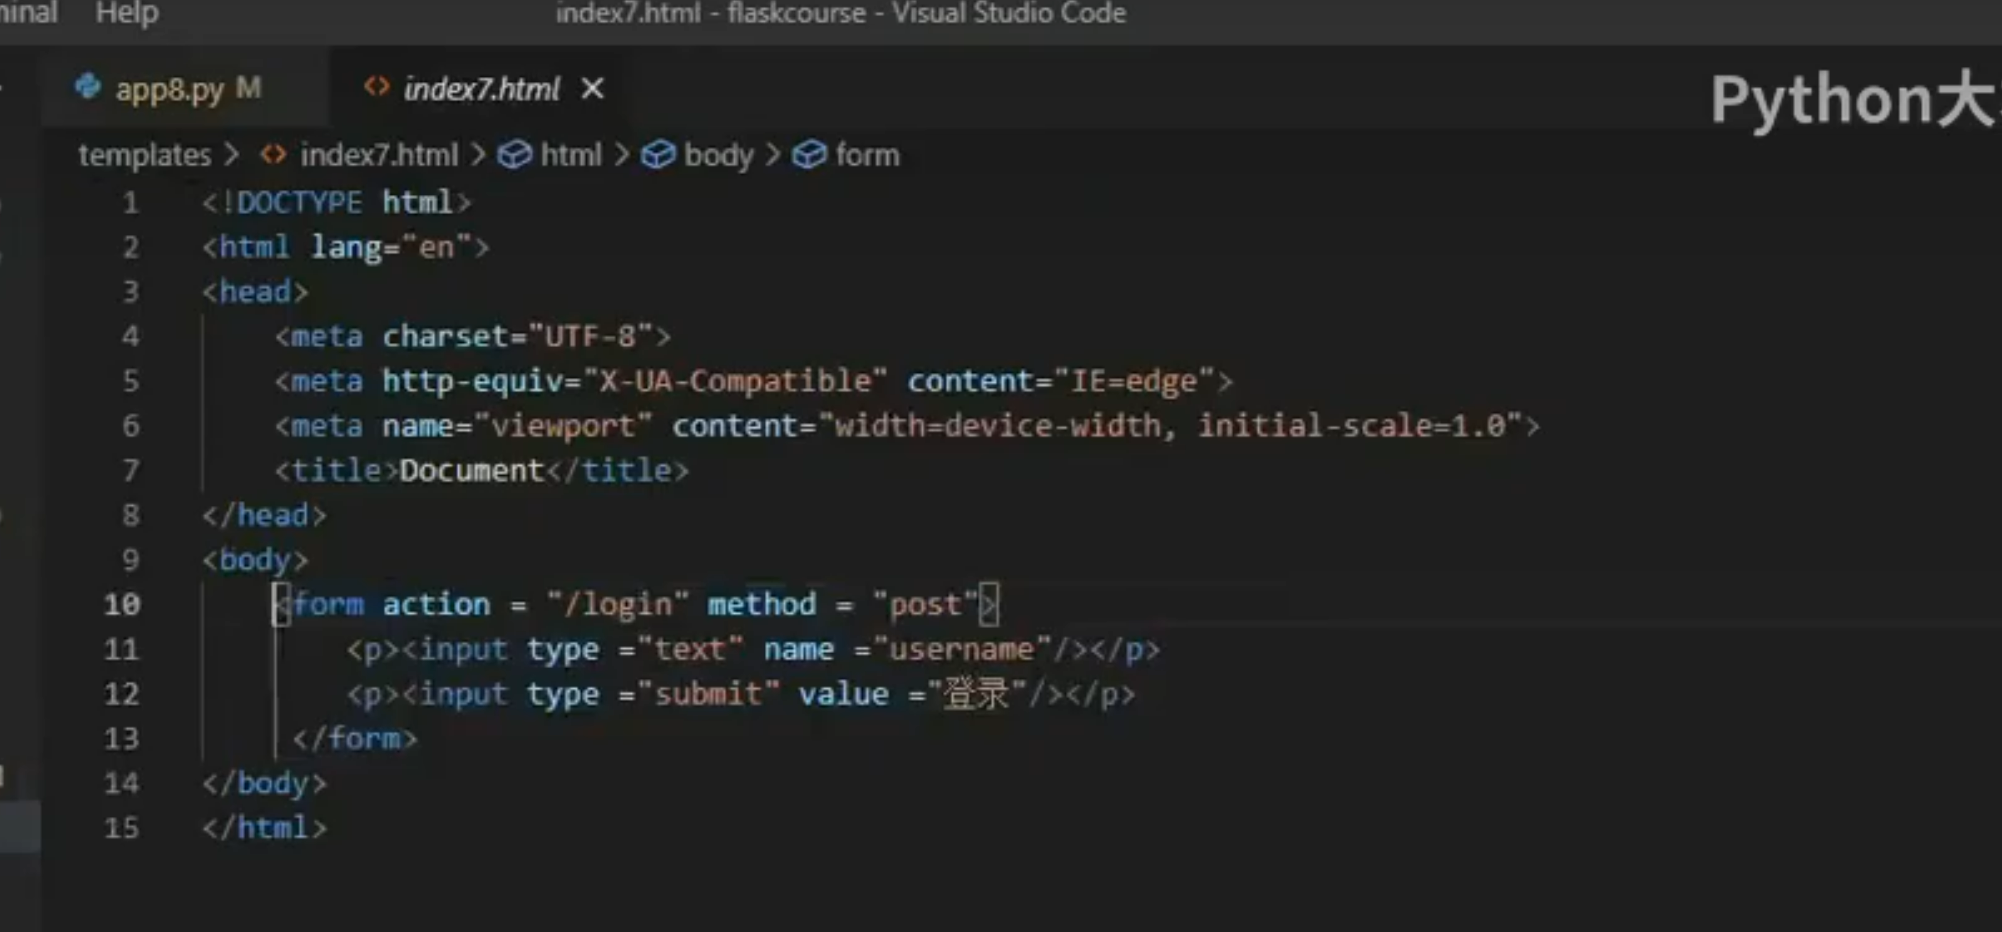 Help
index7.html - flaskcourse - Visual Studio Code
app8.py M
index7.html
Python大
templates > index7.html > html > body > form
1 <!DOCTYPE html>
2 <html lang="en">
3 <head>
4 <meta charset="UTF-8">
5 <meta http-equiv="X-UA-Compatible" content="IE=edge">
6 <meta name="viewport" content="width=device-width, initial-scale=1.0">
7 <title>Document</title>
8 </head>
9 <body>
10 <form action = "/login" method = "post">
11 <p><input type ="text" name ="username"/></p>
12 <p><input type ="submit" value ="登录"/></p>
13 </form>
14 </body>
15 </html>